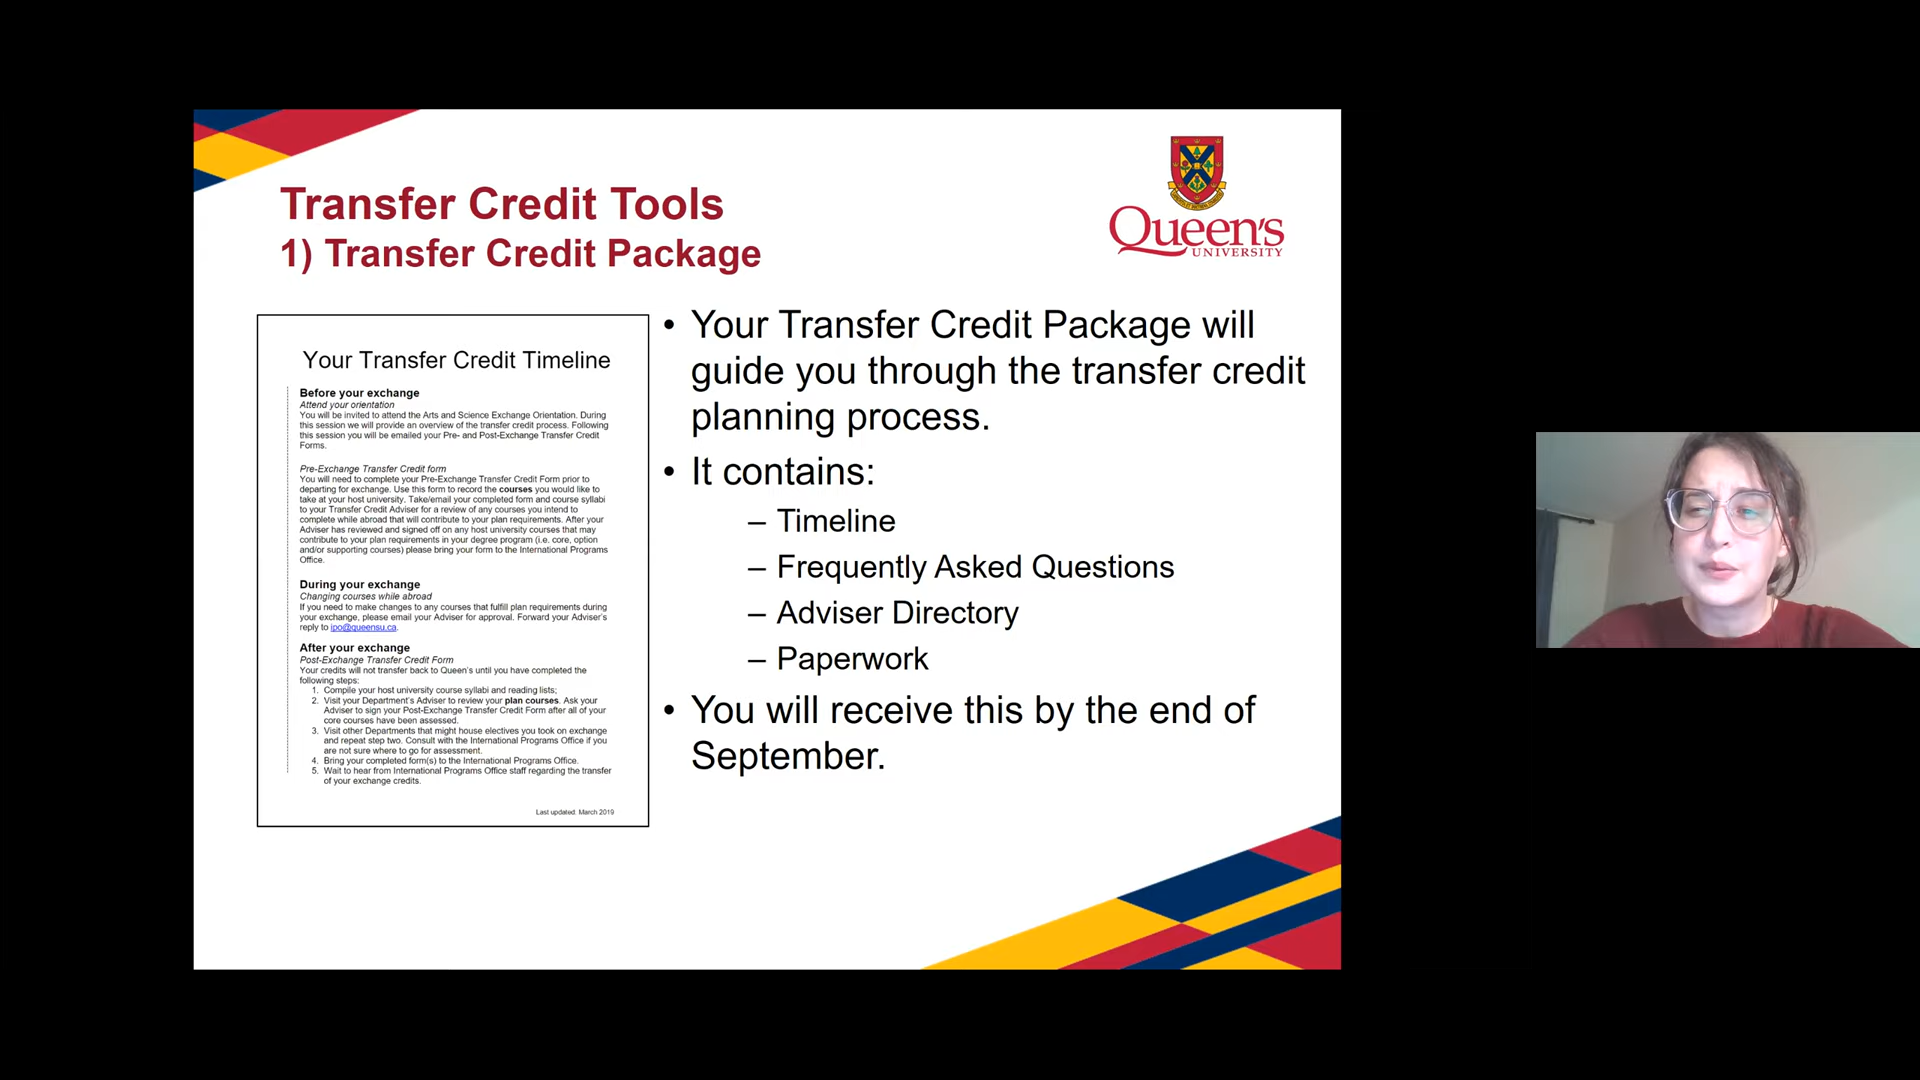 Transfer Credit Tools
1) Transfer Credit Package
Queen's
UNIVERSITY
Your Transfer Credit Timeline
Before your exchange
Attend your orientation
You will be invited to attend the Arts and Science Exchange Orientation. During
this session we will provide an overview of the transfer credit process. Following
this session you will be emailed your Pre- and Post-Exchange Transfer Credit
Forms.
Pre-Exchange Transfer Credit form
You will need to complete your Pre-Exchange Transfer Credit Form prior to
departing for exchange. Use this form to record the courses you would like to
take at your host university. Take/email your completed form and course syllabi
to your Transfer Credit Adviser for a review of any courses you intend to
complete while abroad that will contribute to your plan requirements. After your
Adviser has reviewed and signed off on any host university courses that may
contribute to your plan requirements in your degree program (i.e. core, option
and/or supporting courses) please bring your form to the International Programs
Office.
During your exchange
Changing courses while abroad
If you need to make changes to any courses that fulfill plan requirements during
your exchange, please email your Adviser for approval. Forward your Adviser's
reply to ipo@queensu.ca.
After your exchange
Post-Exchange Transfer Credit Form
Your credits will not transfer back to Queen's until you have completed the
following steps:
1. Compile your host university course syllabi and reading lists;
2. Visit your Department's Adviser to review your plan courses. Ask your
Adviser to sign your Post-Exchange Transfer Credit Form after all of your
core courses have been assessed.
3. Visit other Departments that might house electives you took on exchange
and repeat step two. Consult with the International Programs Office if you
are not sure where to go for assessment.
4. Bring your completed form(s) to the International Programs Office.
5. Wait to hear from International Programs Office staff regarding the transfer
of your exchange credits.
Last updated: March 2019
• Your Transfer Credit Package will
guide you through the transfer credit
planning process.
• It contains:
– Timeline
– Frequently Asked Questions
– Adviser Directory
– Paperwork
• You will receive this by the end of
September.